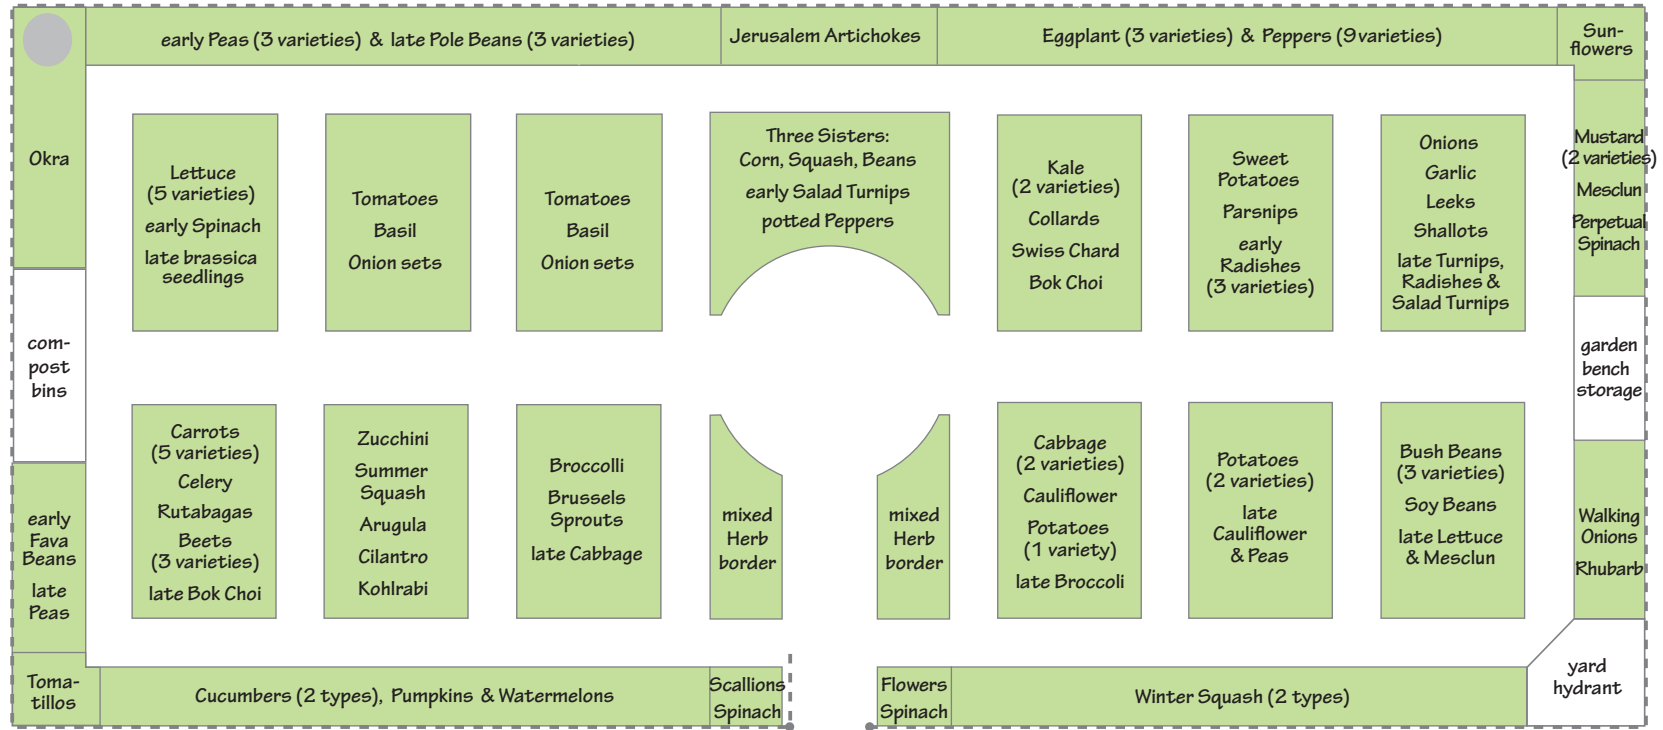 early Peas (3 varieties) & late Pole Beans (3 varieties)
Jerusalem Artichokes
Eggplant (3 varieties) & Peppers (9 varieties)
Sun-
flowers
Okra
Lettuce
(5 varieties)
early Spinach
late brassica
seedlings
Tomatoes
Basil
Onion sets
Tomatoes
Basil
Onion sets
Three Sisters:
Corn, Squash, Beans
early Salad Turnips
potted Peppers
Kale
(2 varieties)
Collards
Swiss Chard
Bok Choi
Sweet
Potatoes
Parsnips
early
Radishes
(3 varieties)
Onions
Garlic
Leeks
Shallots
late Turnips,
Radishes &
Salad Turnips
Mustard
(2 varieties)
Mesclun
Perpetual
Spinach
com-
post
bins
garden
bench
storage
early
Fava
Beans
late
Peas
Carrots
(5 varieties)
Celery
Rutabagas
Beets
(3 varieties)
late Bok Choi
Zucchini
Summer
Squash
Arugula
Cilantro
Kohlrabi
Broccolli
Brussels
Sprouts
late Cabbage
mixed
Herb
border
mixed
Herb
border
Cabbage
(2 varieties)
Cauliflower
Potatoes
(1 variety)
late Broccoli
Potatoes
(2 varieties)
late
Cauliflower
& Peas
Bush Beans
(3 varieties)
Soy Beans
late Lettuce
& Mesclun
Walking
Onions
Rhubarb
Toma-
tillos
Cucumbers (2 types), Pumpkins & Watermelons
Scallions
Spinach
Flowers
Spinach
Winter Squash (2 types)
yard
hydrant